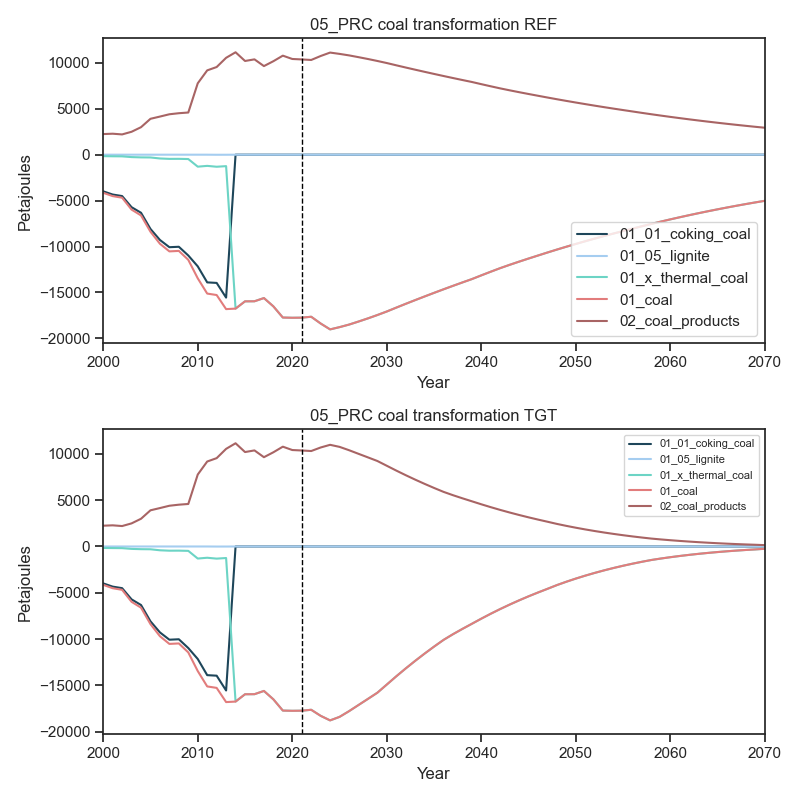 05_PRC coal transformation REF
10000
5000
0
−5000
−10000
−15000
−20000
Petajoules
01_01_coking_coal
01_05_lignite
01_x_thermal_coal
01_coal
02_coal_products
2000 2010 2020 2030 2040 2050 2060 2070
Year
05_PRC coal transformation TGT
10000
5000
0
−5000
−10000
−15000
−20000
Petajoules
01_01_coking_coal
01_05_lignite
01_x_thermal_coal
01_coal
02_coal_products
2000 2010 2020 2030 2040 2050 2060 2070
Year